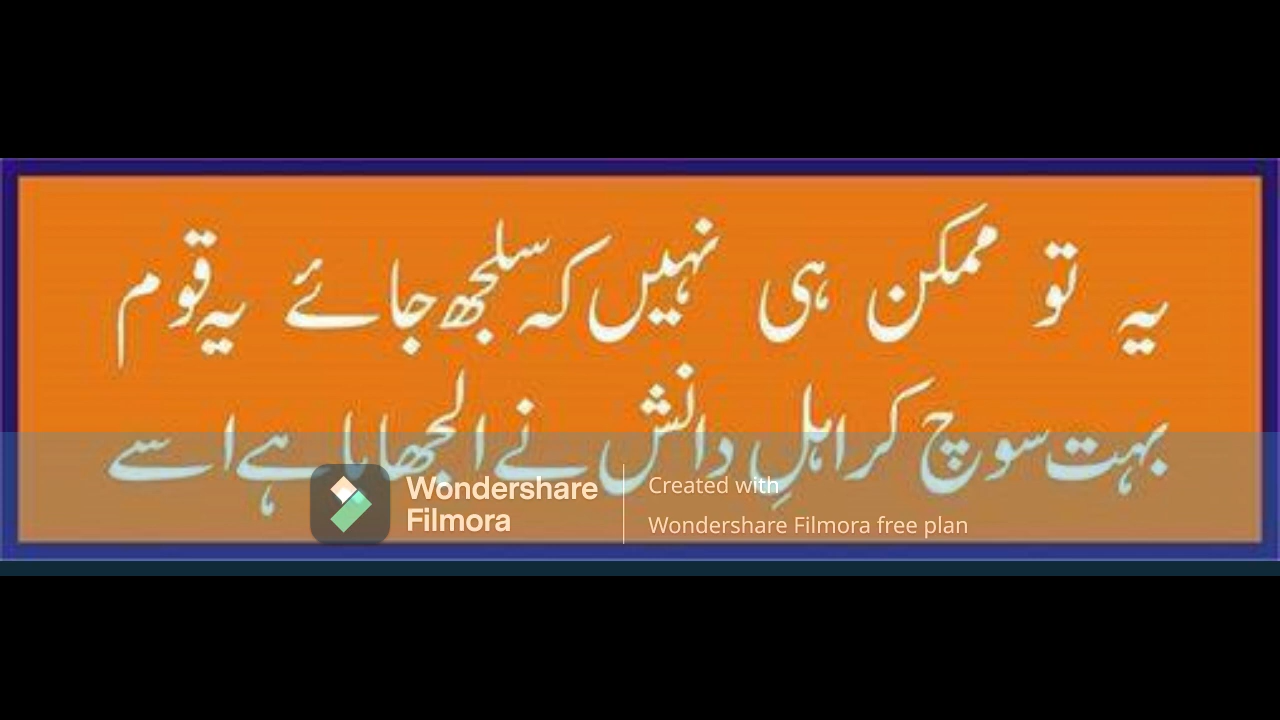 یہ تو ممکن ہی نہیں کہ سلجھ جائے یہ قوم
بہت سوچ کر اہلِ دانش نے الجھایا ہے اسے
Wondershare
Filmora
Created with
Wondershare Filmora free plan